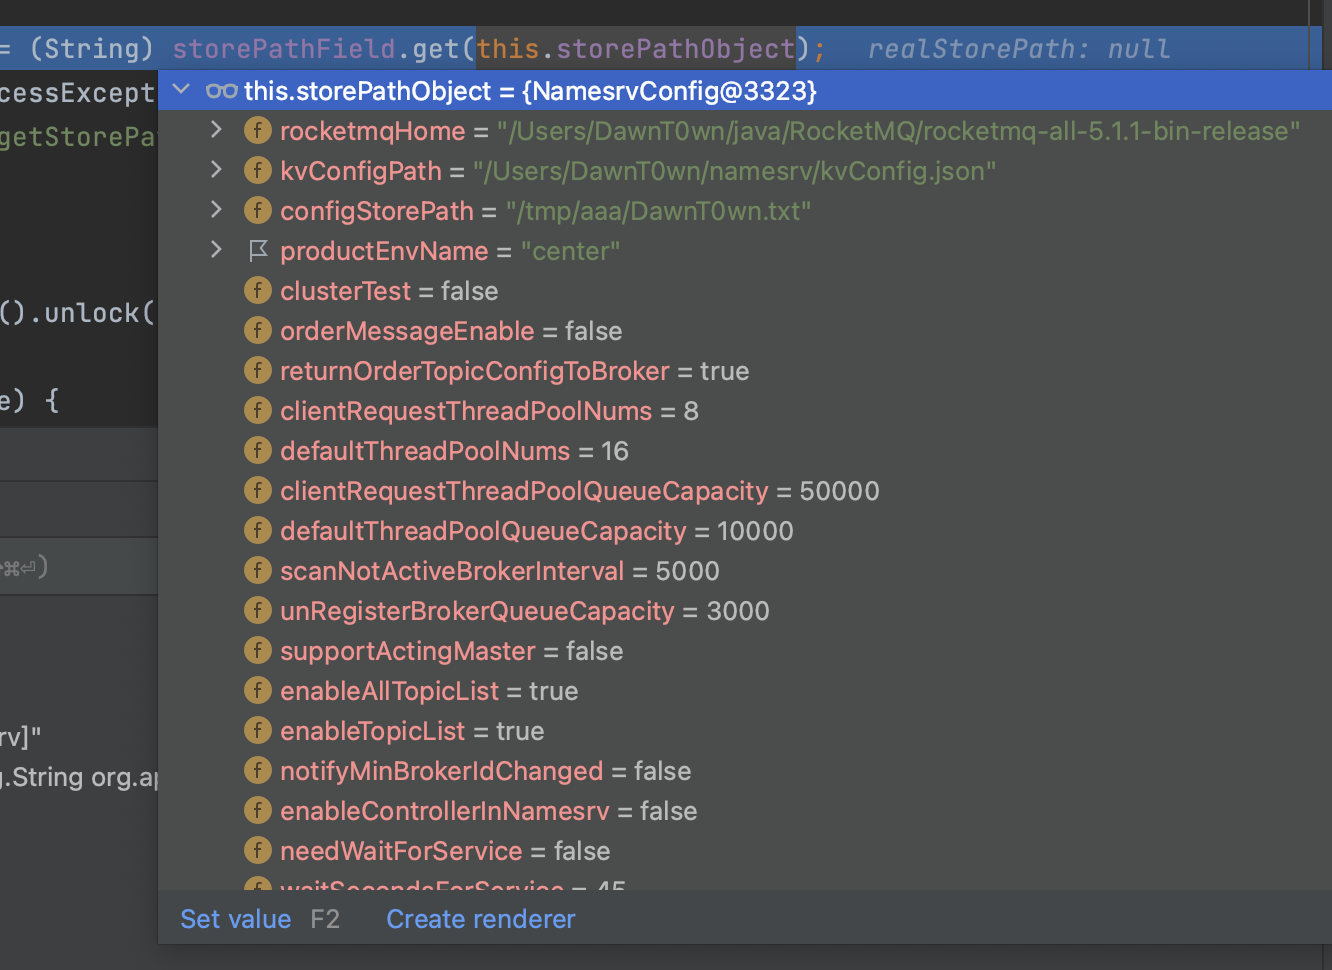 = (String) storePathField.get(this.storePathObject); realStorePath: null
this.storePathObject = {NamesrvConfig@3323}
cessExcept
rocketmqHome = "/Users/DawnT0wn/java/RocketMQ/rocketmq-all-5.1.1-bin-release"
getStorePa
kvConfigPath = "/Users/DawnT0wn/namesrv/kvConfig.json"
configStorePath = "/tmp/aaa/DawnT0wn.txt"
productEnvName = "center"
clusterTest = false
().unlock(
orderMessageEnable = false
returnOrderTopicConfigToBroker = true
e) {
clientRequestThreadPoolNums = 8
defaultThreadPoolNums = 16
clientRequestThreadPoolQueueCapacity = 50000
defaultThreadPoolQueueCapacity = 10000
⌘⏎)
scanNotActiveBrokerInterval = 5000
unRegisterBrokerQueueCapacity = 3000
supportActingMaster = false
enableAllTopicList = true
enableTopicList = true
rv]"
notifyMinBrokerIdChanged = false
g.String org.ap
enableControllerInNamesrv = false
needWaitForService = false
waitSecondsForService = 45
Set value F2 Create renderer